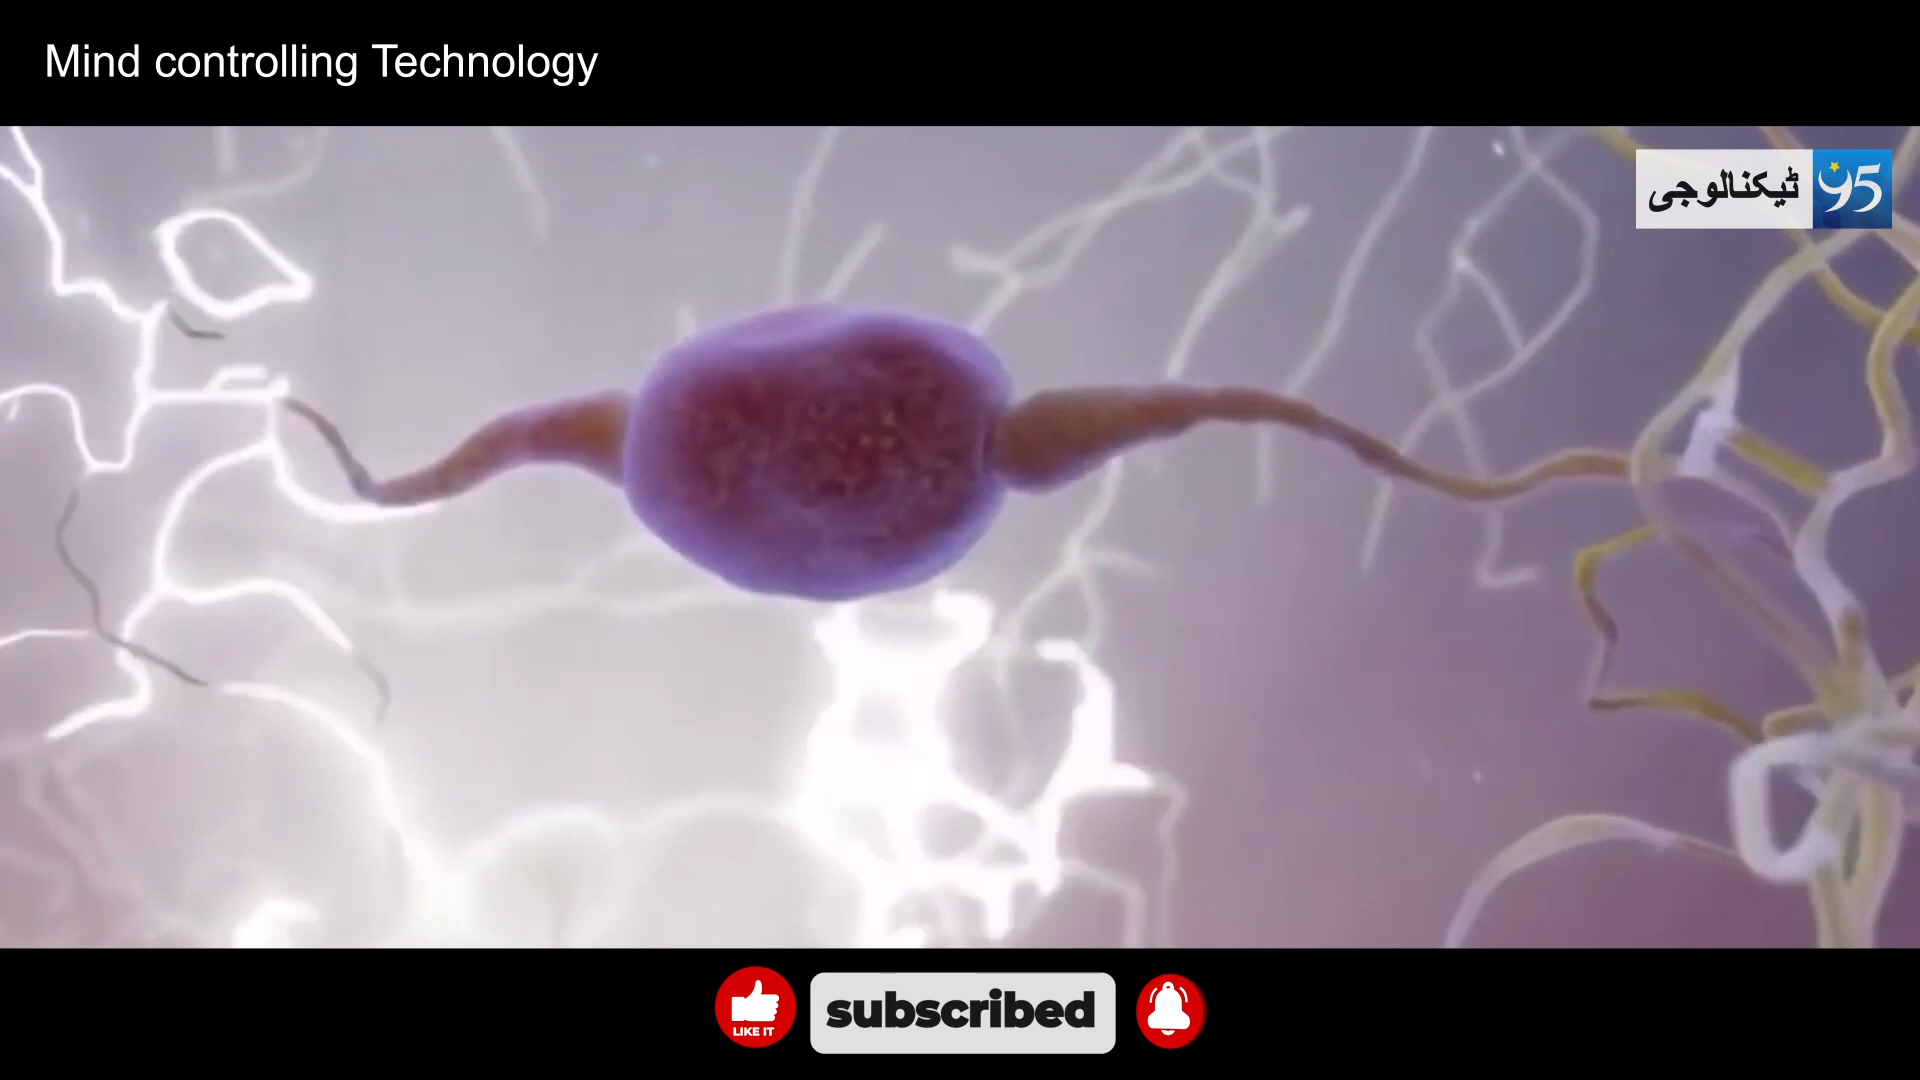 Mind controlling Technology
ٹیکنالوجی 95
LIKE IT
subscribed